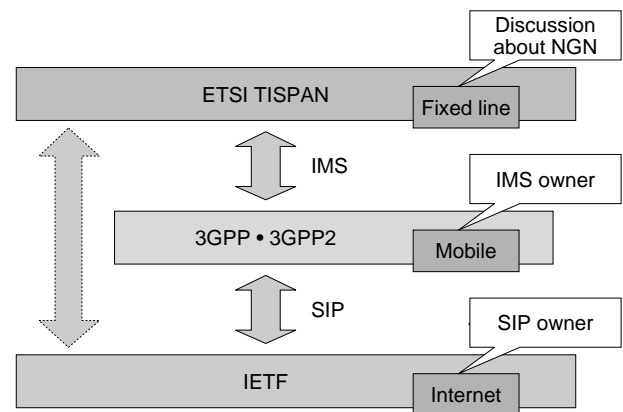 Discussion
about NGN
ETSI TISPAN
Fixed line
IMS
IMS owner
3GPP • 3GPP2
Mobile
SIP
SIP owner
IETF
Internet